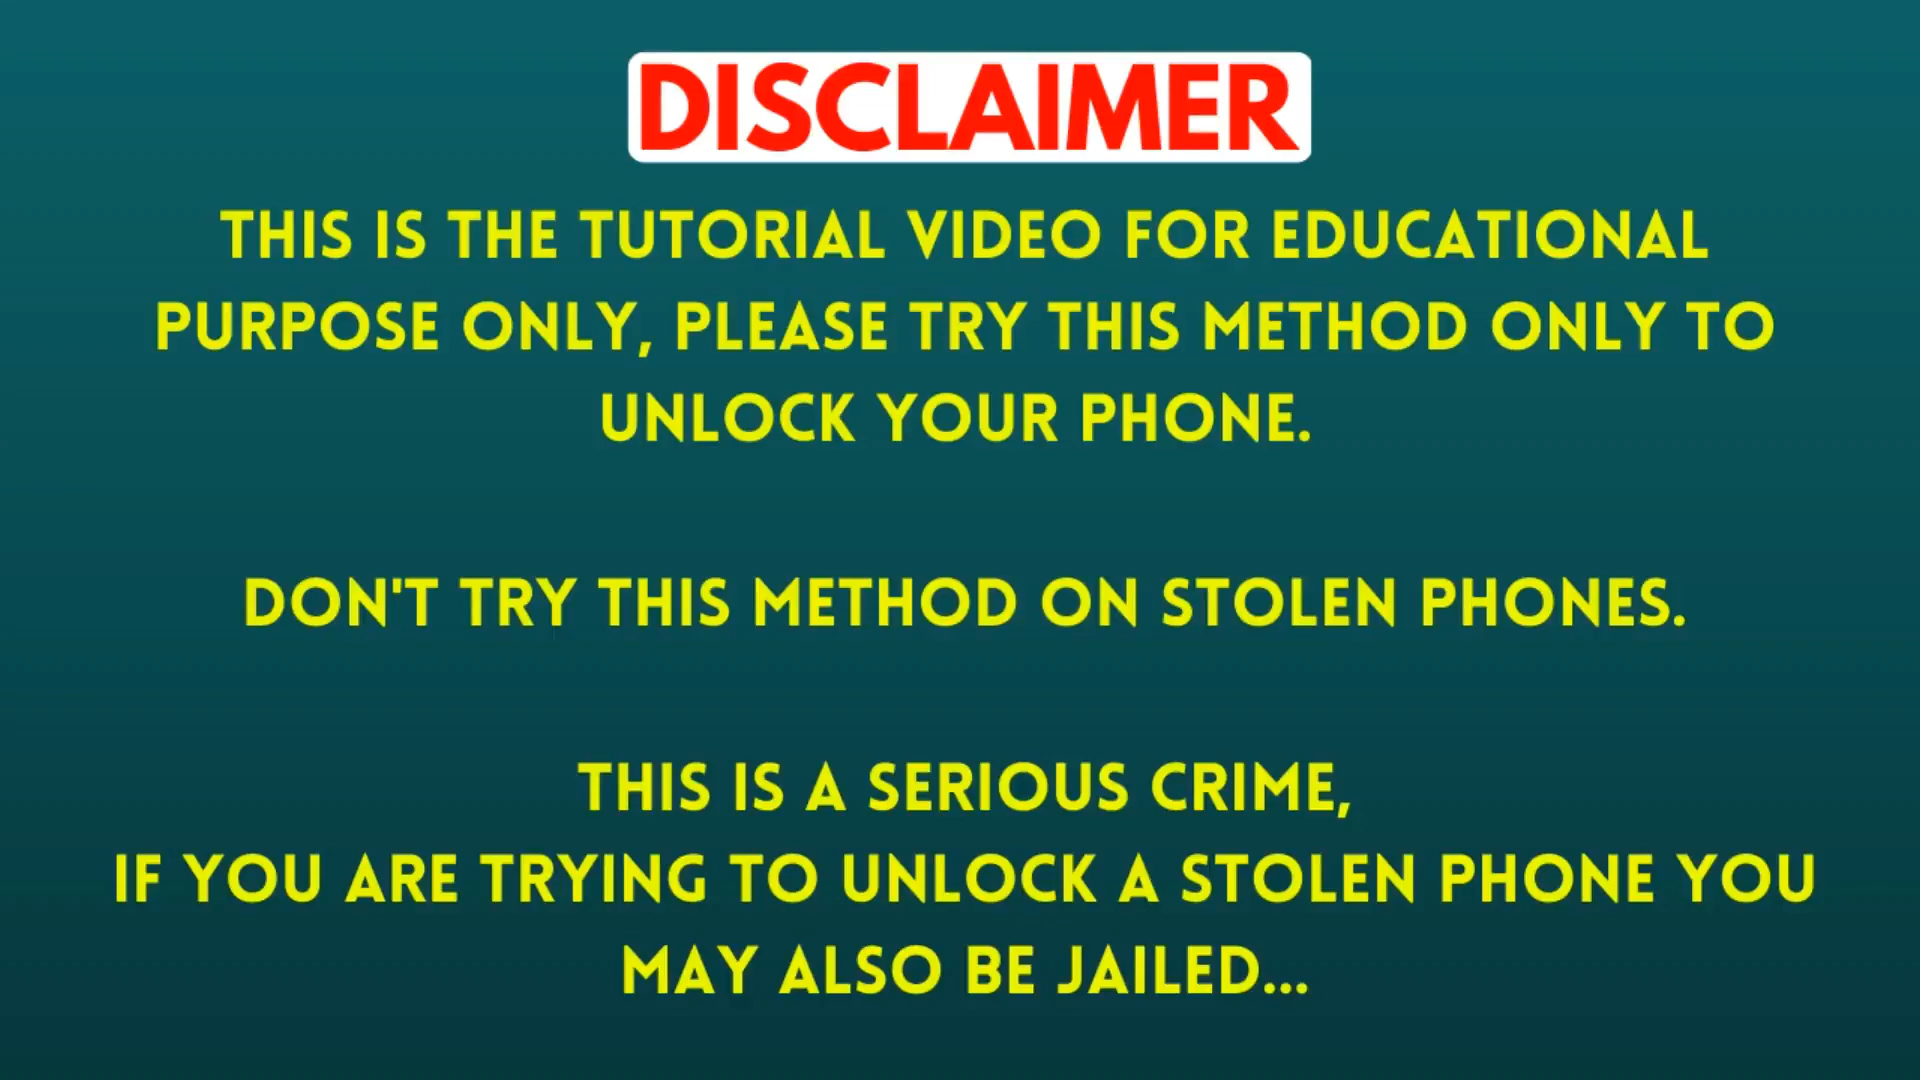 DISCLAIMER
THIS IS THE TUTORIAL VIDEO FOR EDUCATIONAL
PURPOSE ONLY, PLEASE TRY THIS METHOD ONLY TO
UNLOCK YOUR PHONE.
DON'T TRY THIS METHOD ON STOLEN PHONES.
THIS IS A SERIOUS CRIME,
IF YOU ARE TRYING TO UNLOCK A STOLEN PHONE YOU
MAY ALSO BE JAILED...